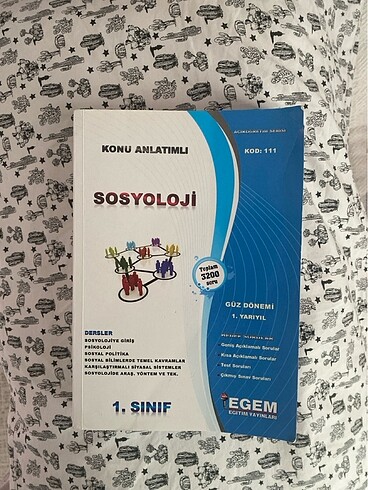 KONU ANLATIMLI
KOD: 111
SOSYOLOJİ
Toplam
3200
soru
GÜZ DÖNEMİ
1. YARIYIL
DERSLER
SOSYOLOJİYE GİRİŞ
PSİKOLOJİ
SOSYAL POLİTİKA
SOSYAL BİLİMLERDE TEMEL KAVRAMLAR
KARŞILAŞTIRMALI SİYASAL SİSTEMLER
SOSYOLOJİDE ARAŞ. YÖNTEM VE TEK.
Geniş Açıklamalı Sorular
Kısa Açıklamalı Sorular
Test Soruları
Çıkmış Sınav Soruları
1. SINIF
EGEM
EĞİTİM YAYINLARI